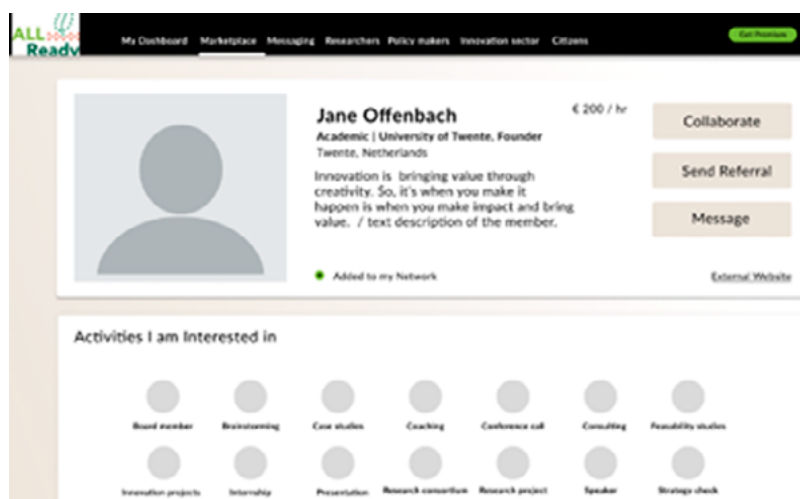 ALL
Ready
My Dashboard Marketplace Messaging Researchers Policy makers Innovation sector Citizens
Get Premium
Jane Offenbach
€ 200 / hr
Academic | University of Twente, Founder
Twente, Netherlands
Innovation is bringing value through
creativity. So, it's when you make it
happen is when you make impact and bring
value. / text description of the member.
Added to my Network
Collaborate
Send Referral
Message
External Website
Activities I am Interested in
Board member Brainstorming Case studies Coaching Conference call Consulting Feasability studies
Innovation projects Internship Presentation Research consortium Research project Speaker Strategy check